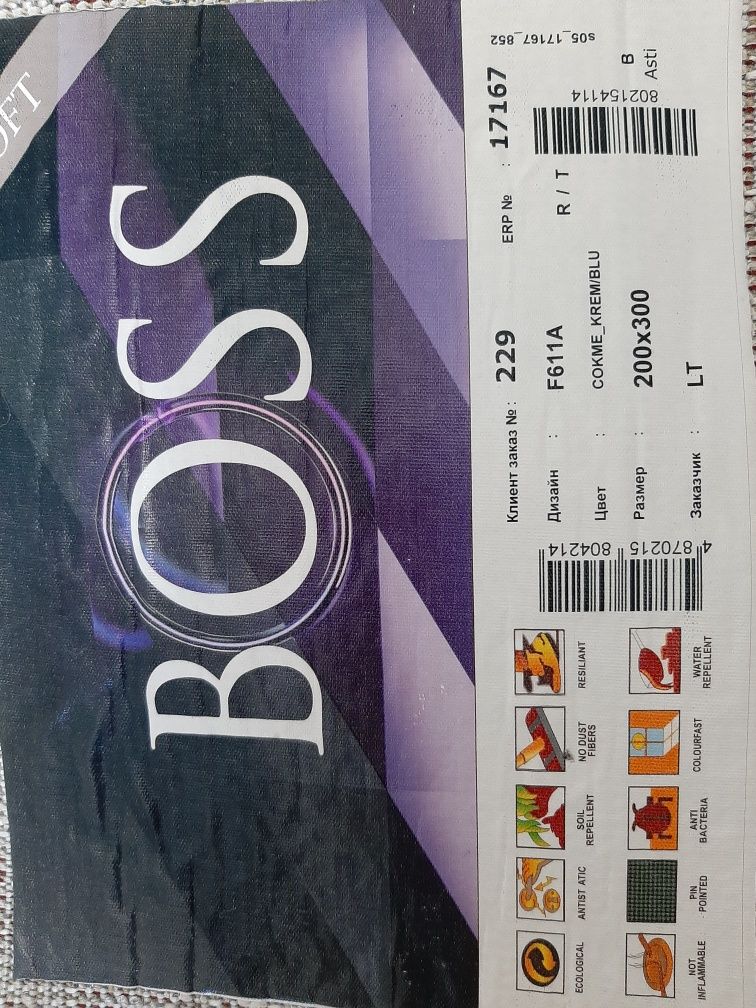 OFT
BOSS
Клиент заказ № : 229
ERP № : 17167
s05_17167_852
Дизайн : F611A
R / T
802154114
B
Asti
Цвет : COKME_KREM/BLU
Размер : 200x300
Заказчик : LT
4 870215 804214
RESILIANT
NO DUST FIBERS
SOIL REPELLENT
ANTIST ATIC
ECOLOGICAL
WATER REPELLENT
COLOURFAST
ANTI BACTERIA
PIN POINTED
NOT INFLAMMABLE